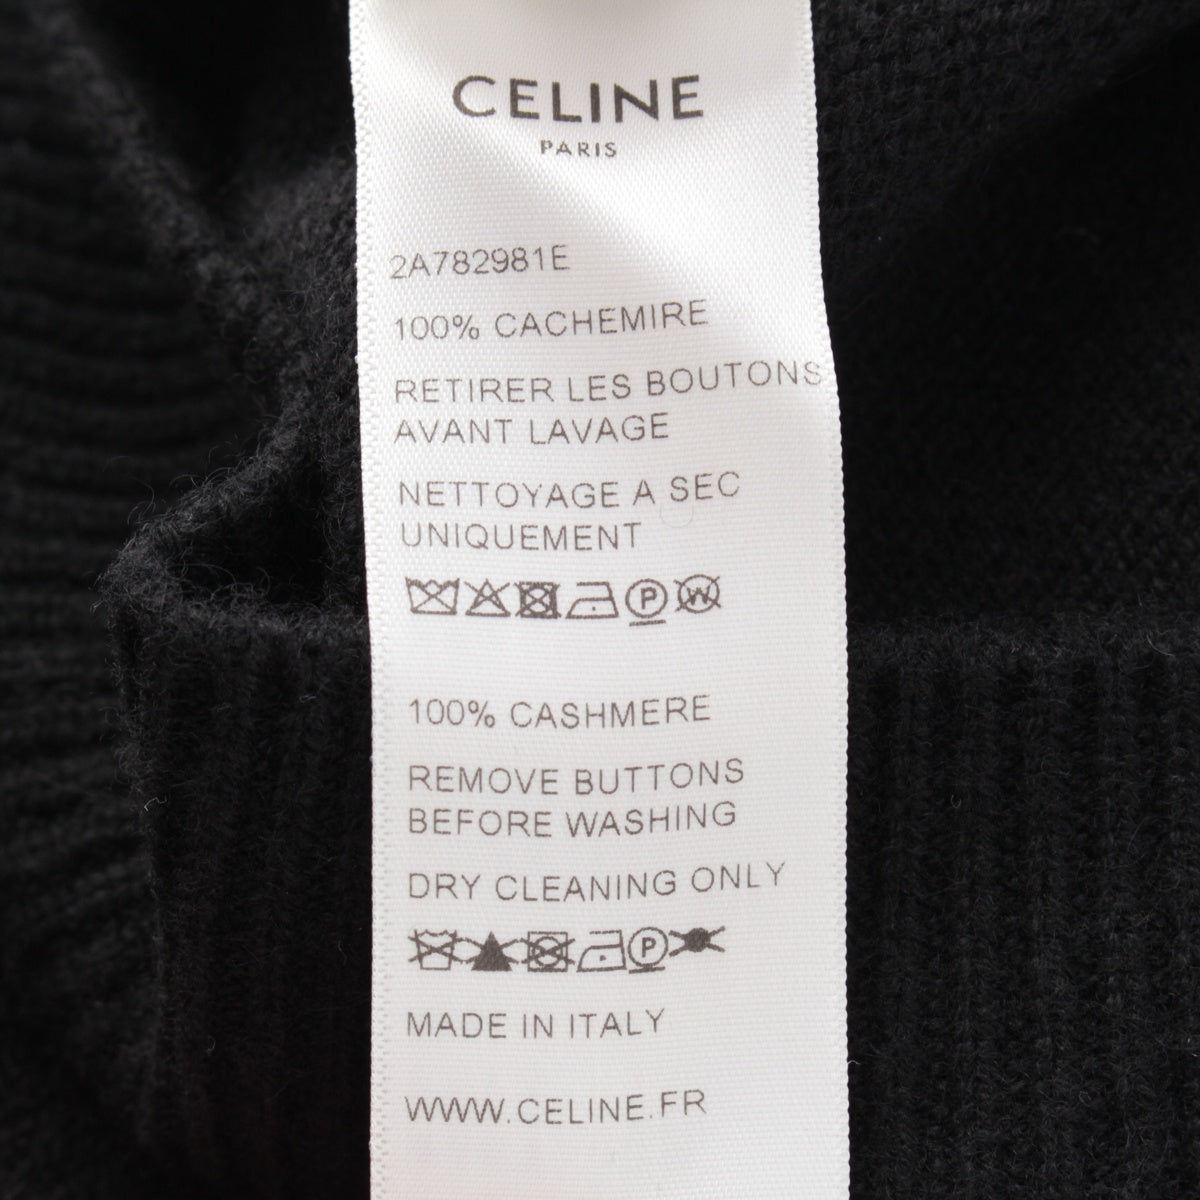 CELINE
PARIS
2A782981E
100% CACHEMIRE
RETIRER LES BOUTONS
AVANT LAVAGE
NETTOYAGE A SEC
UNIQUEMENT
P W
100% CASHMERE
REMOVE BUTTONS
BEFORE WASHING
DRY CLEANING ONLY
P
MADE IN ITALY
WWW.CELINE.FR